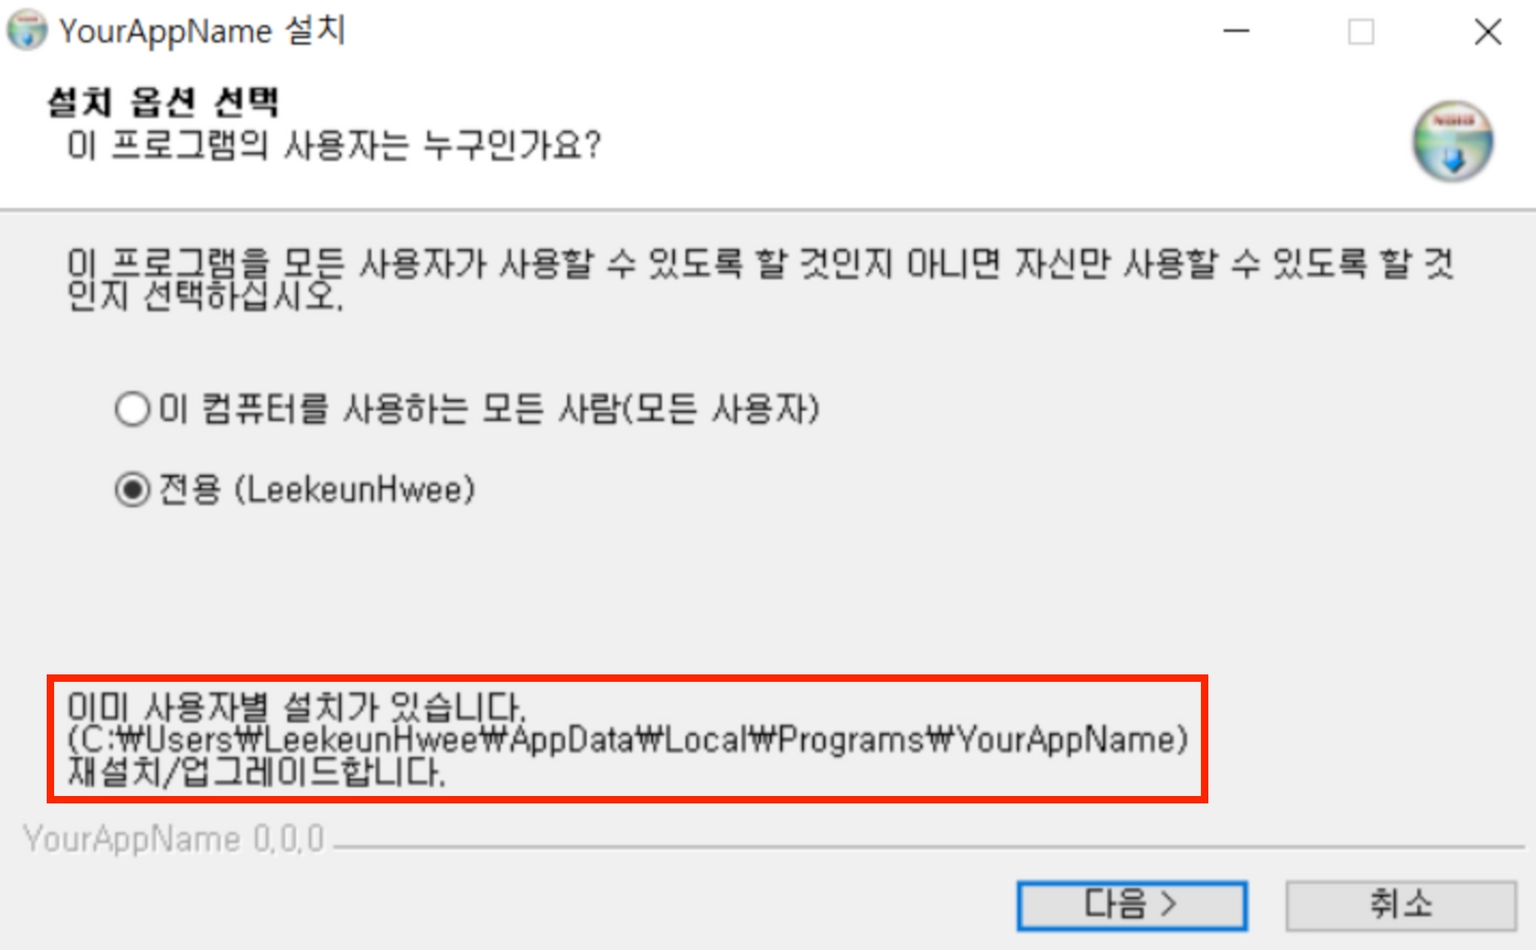 YourAppName 설치
설치 옵션 선택
이 프로그램의 사용자는 누구인가요?
이 프로그램을 모든 사용자가 사용할 수 있도록 할 것인지 아니면 자신만 사용할 수 있도록 할 것
인지 선택하십시오.
이 컴퓨터를 사용하는 모든 사람(모든 사용자)
전용 (LeekeunHwee)
이미 사용자별 설치가 있습니다.
(C:₩Users₩LeekeunHwee₩AppData₩Local₩Programs₩YourAppName)
재설치/업그레이드합니다.
YourAppName 0.0.0
다음 >
취소